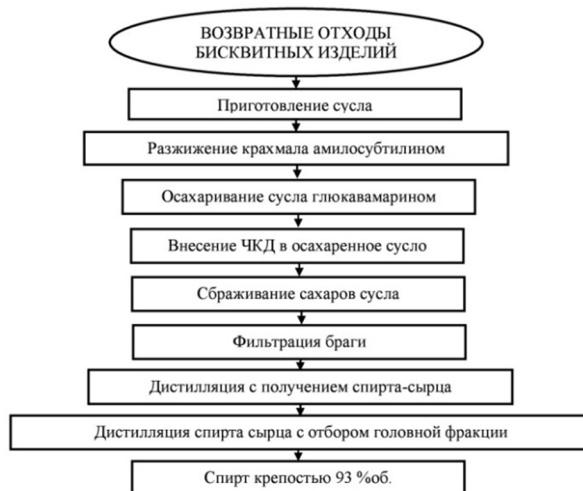 ВОЗВРАТНЫЕ ОТХОДЫ
БИСКВИТНЫХ ИЗДЕЛИЙ
Приготовление сусла
Разжижение крахмала амилосубтилином
Осахаривание сусла глюкавамарином
Внесение ЧКД в осахаренное сусло
Сбраживание сахаров сусла
Фильтрация браги
Дистилляция с получением спирта-сырца
Дистилляция спирта сырца с отбором головной фракции
Спирт крепостью 93 %об.